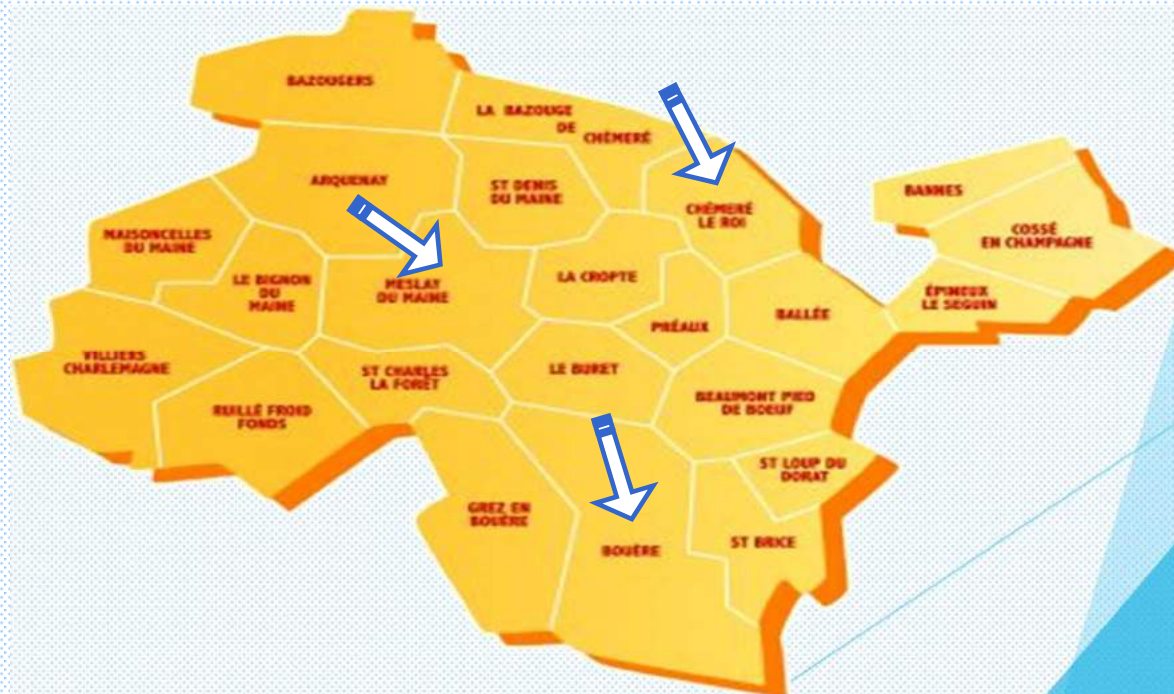 BAZOUGERS
LA BAZOUGE
DE
CHÉMERÉ
ARQUENAY
ST DENIS
DU MAINE
CHÉMERÉ
LE ROI
BANNES
COSSÉ
EN CHAMPAGNE
MAISONCELLES
DU MAINE
LE BIGNON
DU
MAINE
MESLAY
DU MAINE
LA CROPTE
ÉPINEUX
LE SEGUIN
PRÉAUX
BALLÉE
VILLIERS
CHARLEMAGNE
ST CHARLES
LA FORÊT
LE BURET
BEAUMONT PIED
DE BOEUF
RUILLÉ FROID
FONDS
ST LOUP DU
DORAT
GREZ EN
BOUÈRE
BOUÈRE
ST BRICE